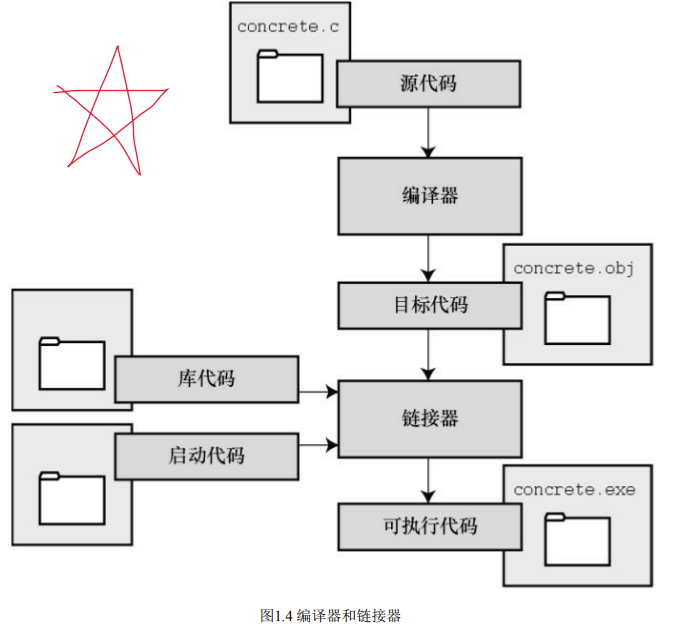 concrete.c
源代码
编译器
concrete.obj
目标代码
库代码
链接器
启动代码
concrete.exe
可执行代码
图1.4 编译器和链接器